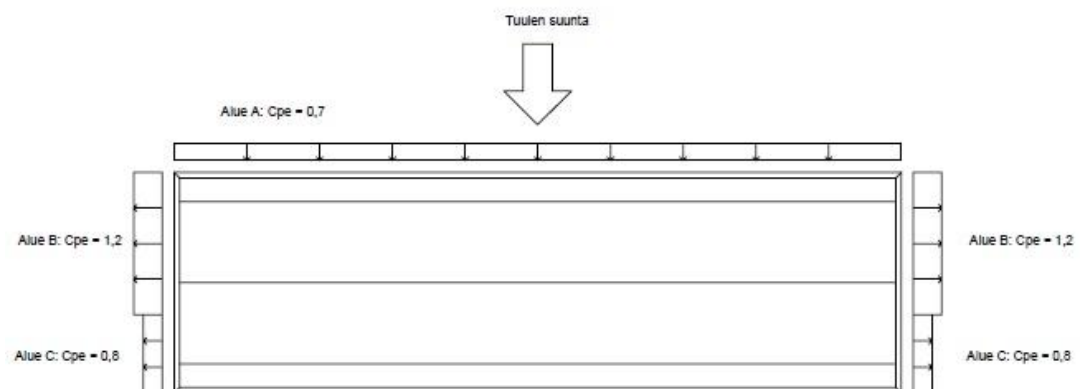 Tuulen suunta
Alue A: Cpe = 0,7
Alue B: Cpe = 1,2
Alue B: Cpe = 1,2
Alue C: Cpe = 0,8
Alue C: Cpe = 0,8